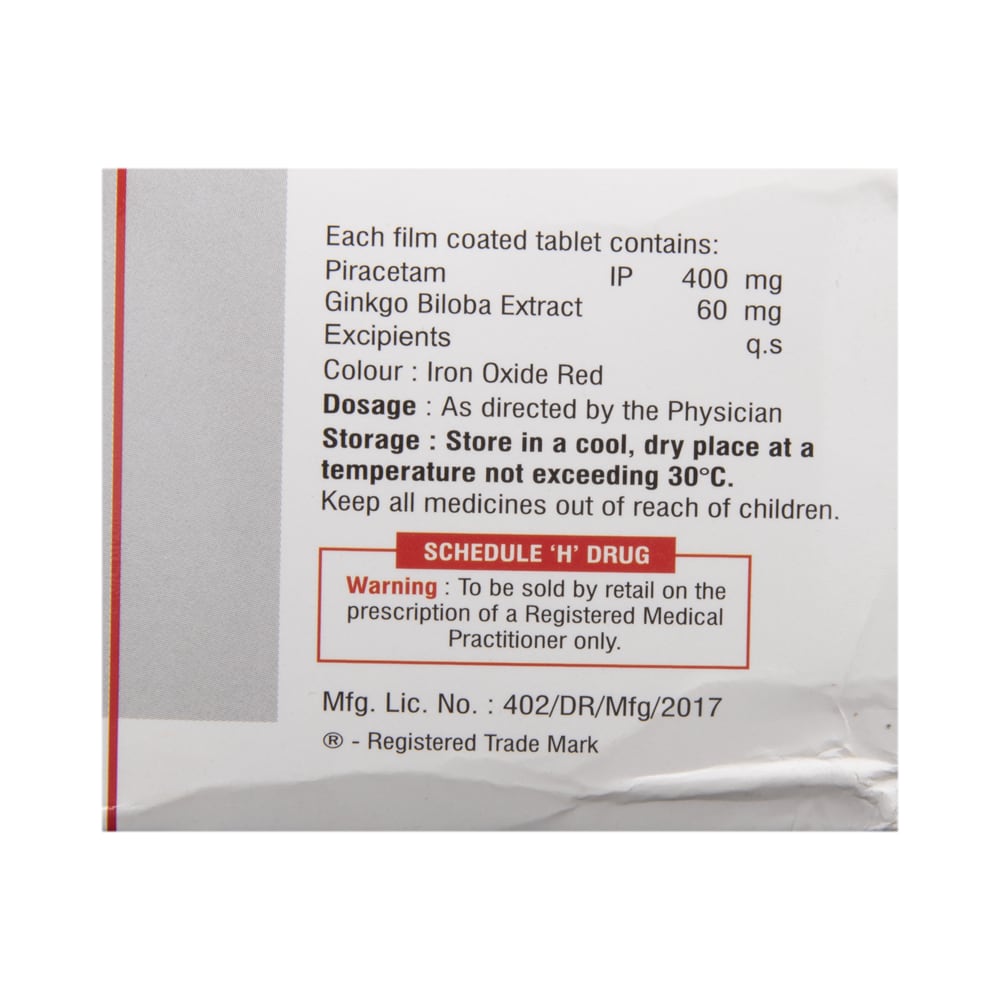 Each film coated tablet contains:
Piracetam IP 400 mg
Ginkgo Biloba Extract 60 mg
Excipients q.s
Colour : Iron Oxide Red
Dosage : As directed by the Physician
Storage : Store in a cool, dry place at a
temperature not exceeding 30°C.
Keep all medicines out of reach of children.
SCHEDULE ‘H’ DRUG
Warning : To be sold by retail on the
prescription of a Registered Medical
Practitioner only.
Mfg. Lic. No. : 402/DR/Mfg/2017
® - Registered Trade Mark